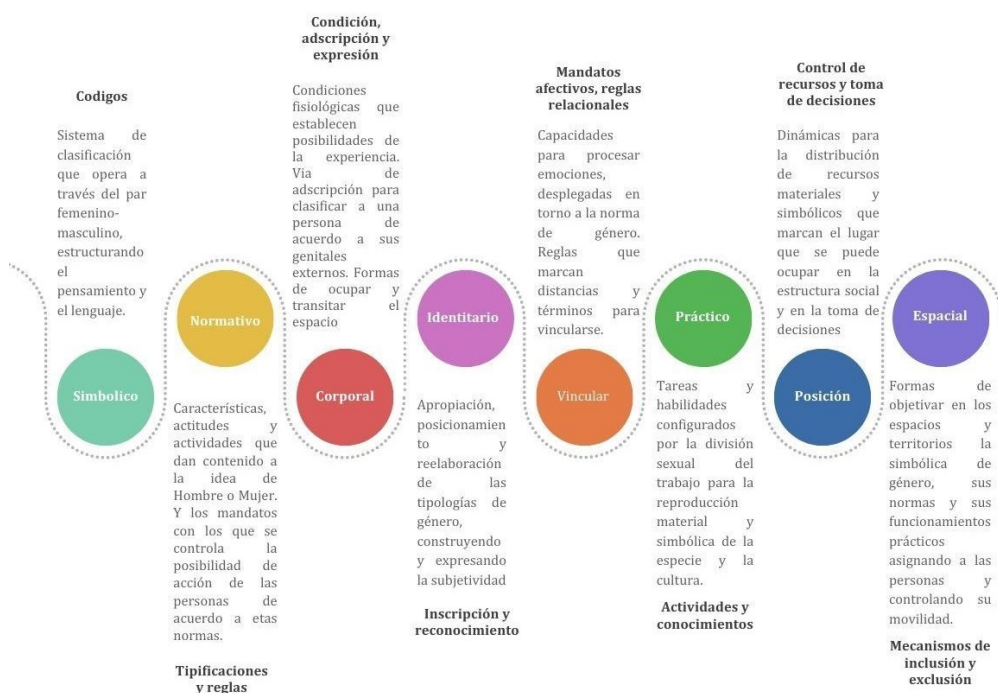 Codigos
Sistema de
clasificación
que opera a
través del par
femenino-
masculino,
estructurando
el
pensamiento y
el lenguaje.
Simbolico
Normativo
Características,
actitudes y
actividades que
dan contenido a
la idea de
Hombre o Mujer.
Y los mandatos
con los que se
controla la
posibilidad de
acción de las
personas de
acuerdo a etas
normas.
Tipificaciones
y reglas
Condición,
adscripción y
expresión
Condiciones
fisiológicas que
establecen
posibilidades de
la experiencia.
Via de
adscripción para
clasificar a una
persona de
acuerdo a sus
genitales
externos. Formas
de ocupar y
transitar el
espacio
Corporal
Identitario
Apropiación,
posicionamien
to y
reelaboración
de las
tipologías de
género,
construyendo
y expresando
la subjetividad
Inscripción y
reconocimiento
Mandatos
afectivos, reglas
relacionales
Capacidades
para procesar
emociones,
desplegadas en
torno a la norma
de género.
Reglas que
marcan
distancias y
términos para
vincularse.
Vincular
Práctico
Tareas y
habilidades
configurados
por la división
sexual del
trabajo para la
reproducción
material y
simbólica de la
especie y la
cultura.
Actividades y
conocimientos
Control de
recursos y toma
de decisiones
Dinámicas para
la distribución
de recursos
materiales y
simbólicos que
marcan el lugar
que se puede
ocupar en la
estructura social
y en la toma de
decisiones
Posición
Espacial
Formas de
objetivar en los
espacios y
territorios la
simbólica de
género, sus
normas y sus
funcionamientos
prácticos
asignando a las
personas y
controlando su
movilidad.
Mecanismos de
inclusión y
exclusión